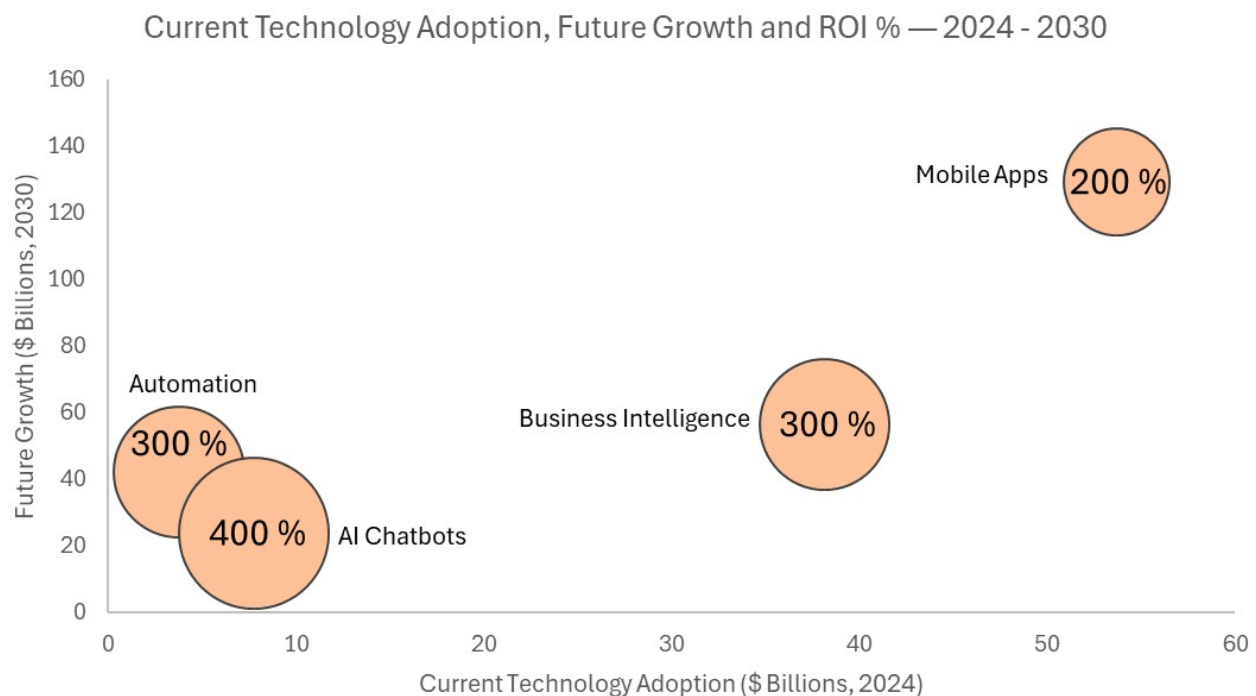 Current Technology Adoption, Future Growth and ROI % — 2024 - 2030
160
140
120
100
80
60
40
20
0
Future Growth ($ Billions, 2030)
Mobile Apps
200 %
Automation
300 %
Business Intelligence
300 %
400 %
AI Chatbots
0
10
20
30
40
50
60
Current Technology Adoption ($ Billions, 2024)